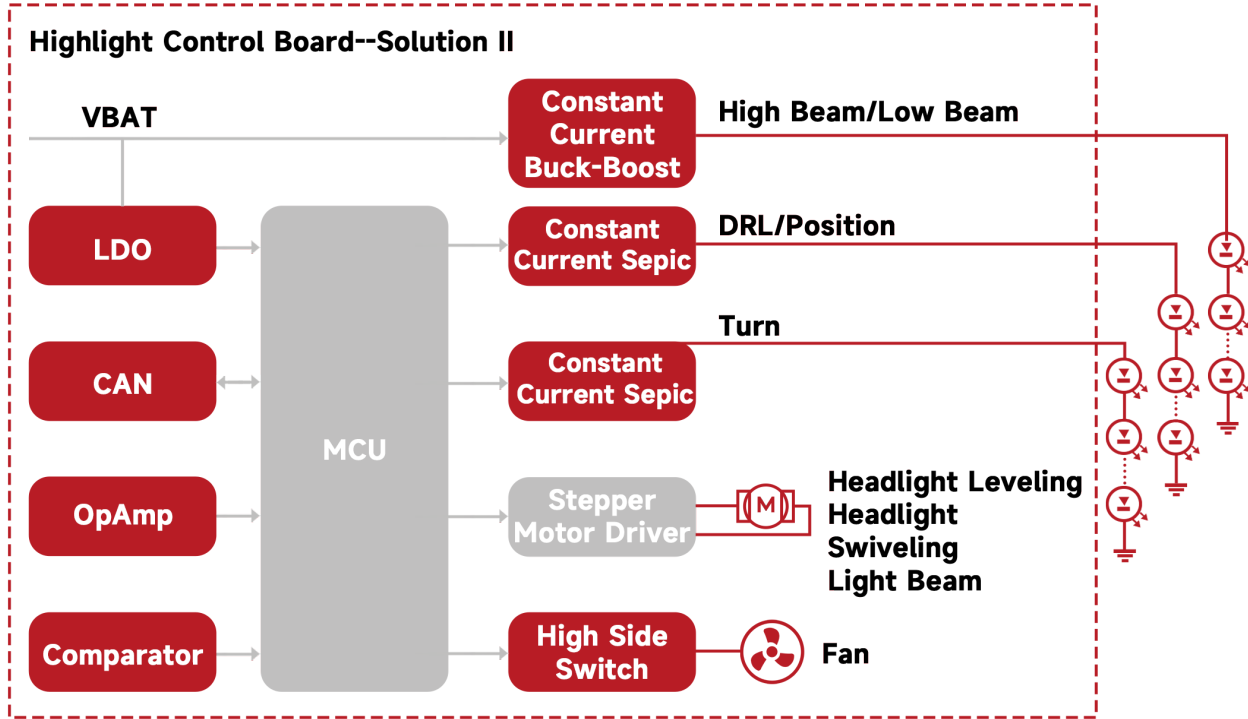 Highlight Control Board--Solution II
VBAT
Constant
Current
Buck-Boost
High Beam/Low Beam
LDO
Constant
Current Sepic
DRL/Position
Turn
CAN
Constant
Current Sepic
MCU
OpAmp
Stepper
Motor Driver
M
Headlight Leveling
Headlight
Swiveling
Light Beam
Comparator
High Side
Switch
Fan